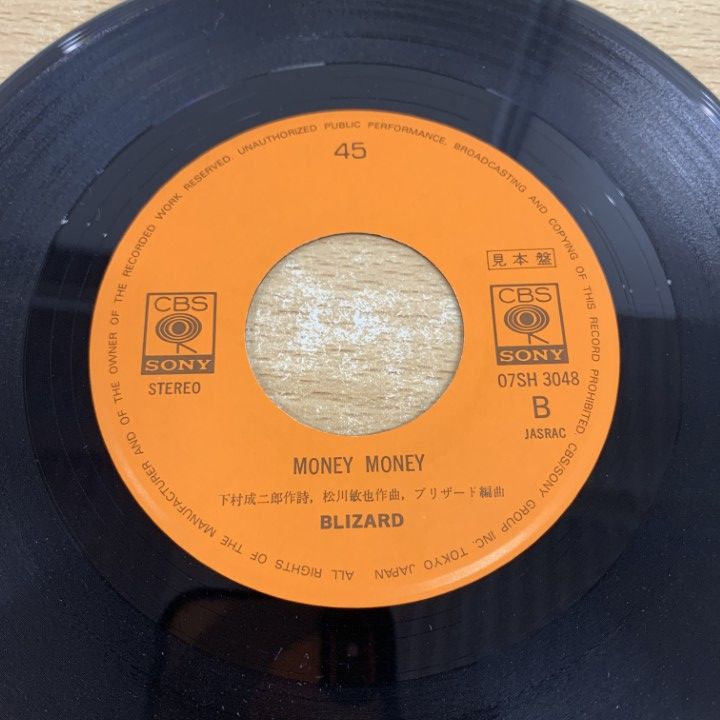 ALL RIGHTS OF THE MANUFACTURER AND OF THE OWNER OF THE RECORDED WORK RESERVED. UNAUTHORIZED PUBLIC PERFORMANCE, BROADCASTING AND COPYING OF THIS RECORD PROHIBITED. CBS/SONY GROUP INC. TOKYO JAPAN
45
見本盤
CBS
SONY
STEREO
CBS
SONY
07SH 3048
B
JASRAC
MONEY MONEY
下村成二郎作詩, 松川敏也作曲, ブリザード編曲
BLIZARD